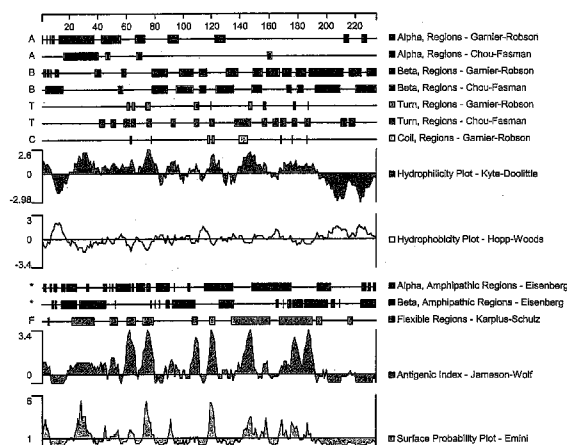 20 40 60 80 100 120 140 160 180 200 220
A Alpha, Regions - Garnier-Robson
A Alpha, Regions - Chou-Fasman
B Beta, Regions - Garnier-Robson
B Beta, Regions - Chou-Fasman
T Turn, Regions - Garnier-Robson
T Turn, Regions - Chou-Fasman
C Coil, Regions - Garnier-Robson
2.6
0 Hydrophilicity Plot - Kyte-Doolittle
-2.98
3
0 Hydrophobicity Plot - Hopp-Woods
-3.4
* Alpha, Amphipathic Regions - Eisenberg
* Beta, Amphipathic Regions - Eisenberg
F Flexible Regions - Karplus-Schulz
3.4
0 Antigenic Index - Jameson-Wolf
6
1 Surface Probability Plot - Emini